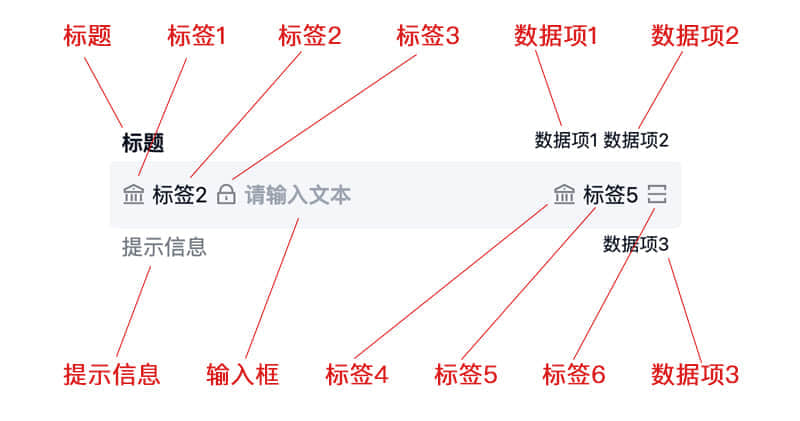 标题 标签1 标签2 标签3 数据项1 数据项2
标题 数据项1 数据项2
标签2 请输入文本 标签5
提示信息 数据项3
提示信息 输入框 标签4 标签5 标签6 数据项3